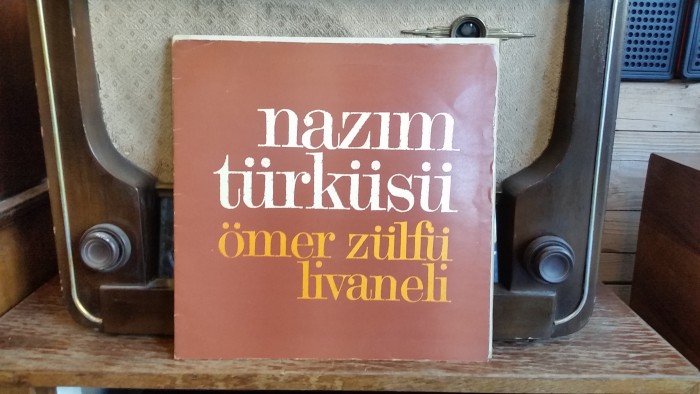 nazım
türküsü
ömer zülfü
livaneli